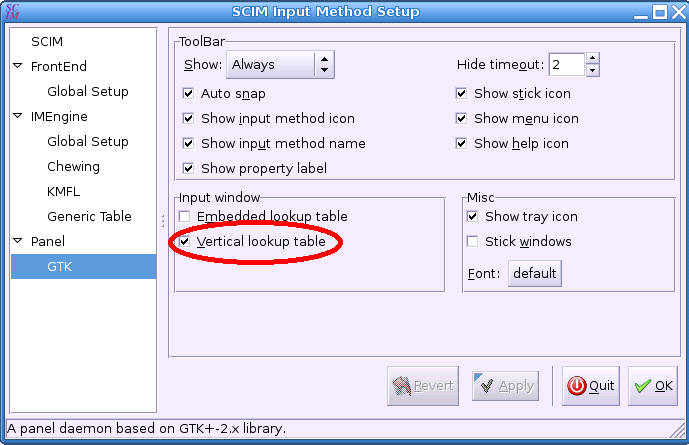 SCIM Input Method Setup
SCIM
FrontEnd
Global Setup
IMEngine
Global Setup
Chewing
KMFL
Generic Table
Panel
GTK
ToolBar
Show: Always
Hide timeout: 2
Auto snap
Show stick icon
Show input method icon
Show menu icon
Show input method name
Show help icon
Show property label
Input window
Embedded lookup table
Vertical lookup table
Misc
Show tray icon
Stick windows
Font: default
Revert Apply Quit OK
A panel daemon based on GTK+-2.x library.